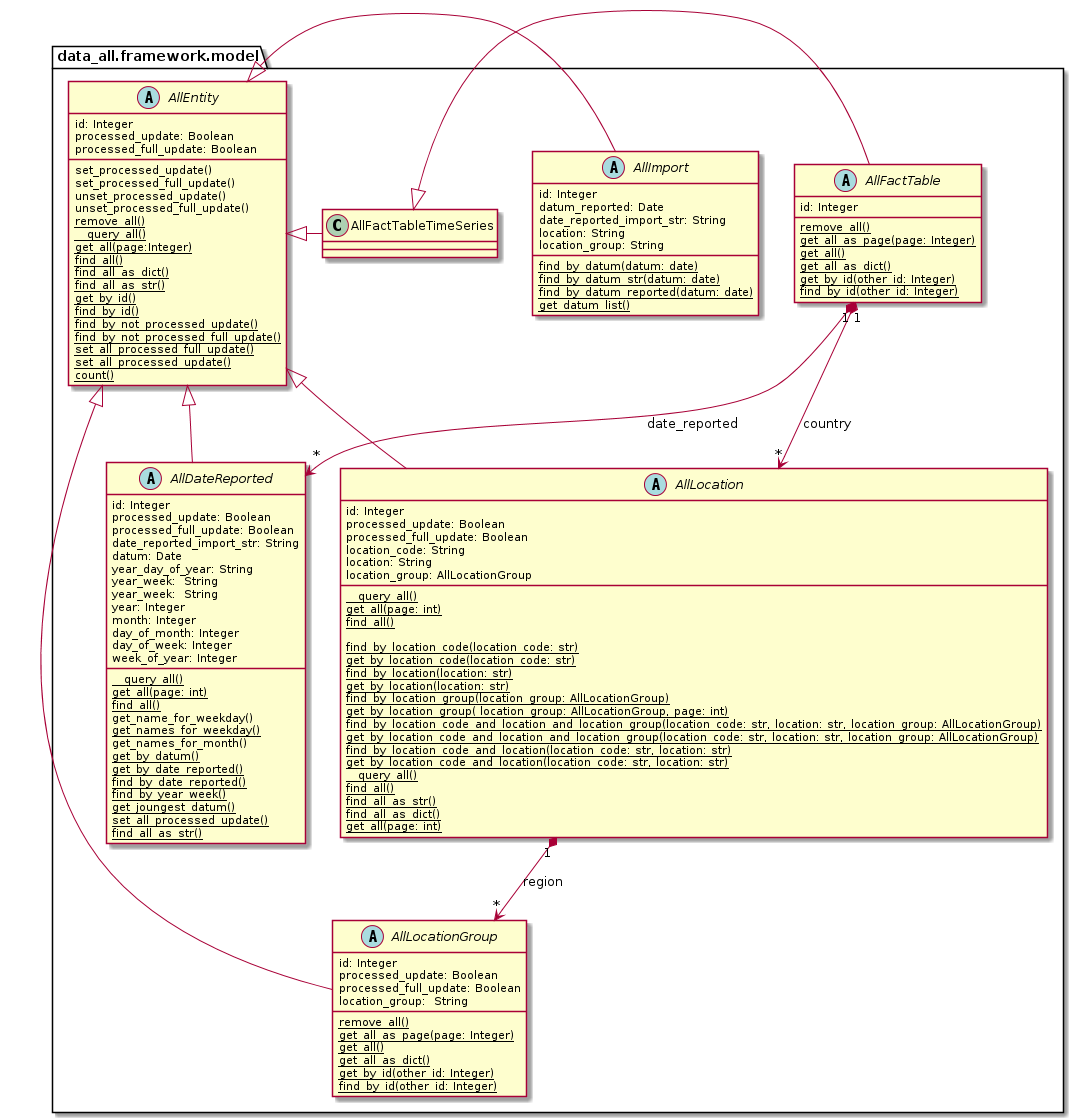 data_all.framework.model
A AllEntity
id: Integer
processed_update: Boolean
processed_full_update: Boolean
set_processed_update()
set_processed_full_update()
unset_processed_update()
unset_processed_full_update()
remove_all()
__query_all()
get_all(page:Integer)
find_all()
find_all_as_dict()
find_all_as_str()
get_by_id()
find_by_id()
find_by_not_processed_update()
find_by_not_processed_full_update()
set_all_processed_full_update()
set_all_processed_update()
count()
C AllFactTableTimeSeries
A AllImport
id: Integer
datum_reported: Date
date_reported_import_str: String
location: String
location_group: String
find_by_datum(datum: date)
find_by_datum_str(datum: date)
find_by_datum_reported(datum: date)
get_datum_list()
A AllFactTable
id: Integer
remove_all()
get_all_as_page(page: Integer)
get_all()
get_all_as_dict()
get_by_id(other_id: Integer)
find_by_id(other_id: Integer)
1
1
date_reported
country
*
*
A AllDateReported
id: Integer
processed_update: Boolean
processed_full_update: Boolean
date_reported_import_str: String
datum: Date
year_day_of_year: String
year_week:  String
year_week:  String
year: Integer
month: Integer
day_of_month: Integer
day_of_week: Integer
week_of_year: Integer
__query_all()
get_all(page: int)
find_all()
get_name_for_weekday()
get_names_for_weekday()
get_names_for_month()
get_by_datum()
get_by_date_reported()
find_by_date_reported()
find_by_year_week()
get_joungest_datum()
set_all_processed_update()
find_all_as_str()
A AllLocation
id: Integer
processed_update: Boolean
processed_full_update: Boolean
location_code: String
location: String
location_group: AllLocationGroup
__query_all()
get_all(page: int)
find_all()
find_by_location_code(location_code: str)
get_by_location_code(location_code: str)
find_by_location(location: str)
get_by_location(location: str)
find_by_location_group(location_group: AllLocationGroup)
get_by_location_group( location_group: AllLocationGroup, page: int)
find_by_location_code_and_location_and_location_group(location_code: str, location: str, location_group: AllLocationGroup)
get_by_location_code_and_location_and_location_group(location_code: str, location: str, location_group: AllLocationGroup)
find_by_location_code_and_location(location_code: str, location: str)
get_by_location_code_and_location(location_code: str, location: str)
__query_all()
find_all()
find_all_as_str()
find_all_as_dict()
get_all(page: int)
1
region
*
A AllLocationGroup
id: Integer
processed_update: Boolean
processed_full_update: Boolean
location_group:  String
remove_all()
get_all_as_page(page: Integer)
get_all()
get_all_as_dict()
get_by_id(other_id: Integer)
find_by_id(other_id: Integer)